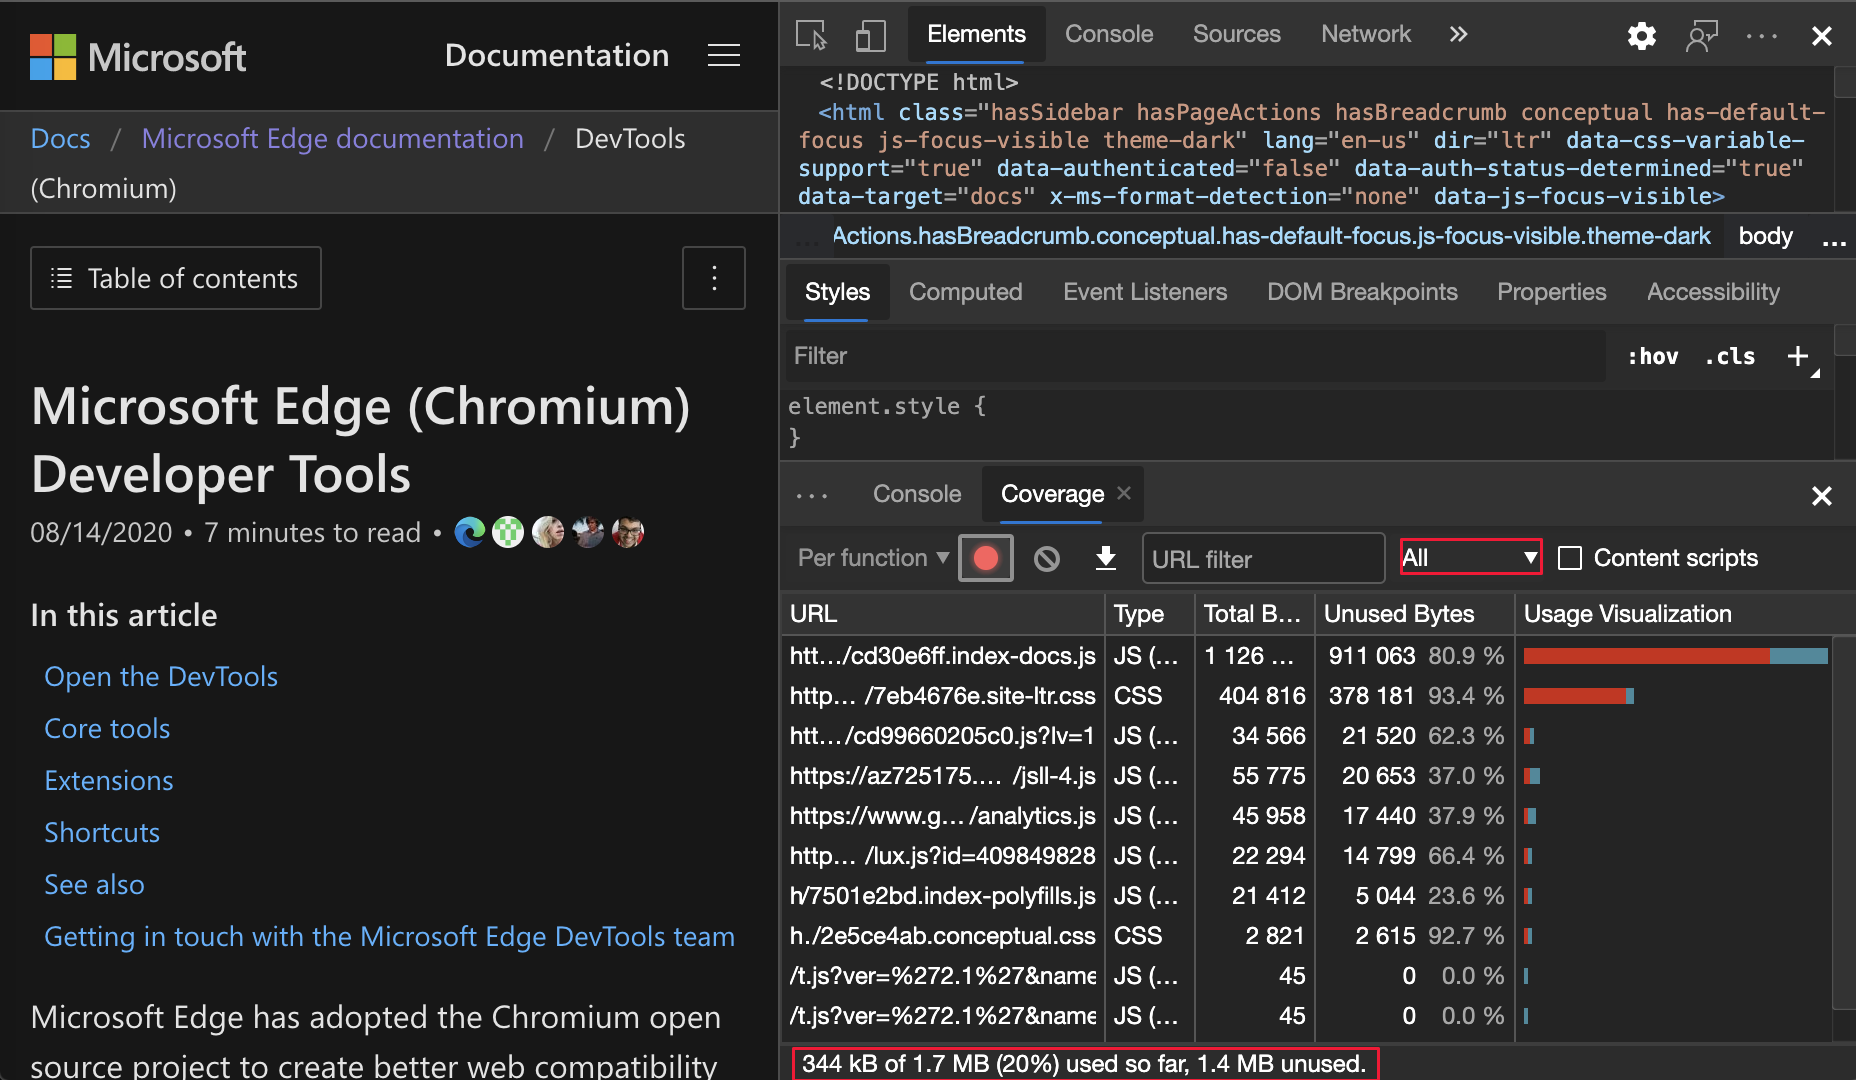 Microsoft
Documentation
Docs / Microsoft Edge documentation / DevTools
(Chromium)
Table of contents
Microsoft Edge (Chromium)
Developer Tools
08/14/2020 • 7 minutes to read •
In this article
Open the DevTools
Core tools
Extensions
Shortcuts
See also
Getting in touch with the Microsoft Edge DevTools team
Microsoft Edge has adopted the Chromium open
source project to create better web compatibility
Elements Console Sources Network »
<!DOCTYPE html>
<html class="hasSidebar hasPageActions hasBreadcrumb conceptual has-default-
focus js-focus-visible theme-dark" lang="en-us" dir="ltr" data-css-variable-
support="true" data-authenticated="false" data-auth-status-determined="true"
data-target="docs" x-ms-format-detection="none" data-js-focus-visible>
... Actions.hasBreadcrumb.conceptual.has-default-focus.js-focus-visible.theme-dark body ...
Styles Computed Event Listeners DOM Breakpoints Properties Accessibility
Filter :hov .cls +
element.style {
}
... Console Coverage
Per function URL filter All Content scripts
URL Type Total B… Unused Bytes Usage Visualization
htt…/cd30e6ff.index-docs.js JS (… 1 126 … 911 063 80.9 %
http… /7eb4676e.site-ltr.css CSS 404 816 378 181 93.4 %
htt…/cd99660205c0.js?lv=1 JS (… 34 566 21 520 62.3 %
https://az725175.… /jsll-4.js JS (… 55 775 20 653 37.0 %
https://www.g… /analytics.js JS (… 45 958 17 440 37.9 %
http… /lux.js?id=409849828 JS (… 22 294 14 799 66.4 %
h/7501e2bd.index-polyfills.js JS (… 21 412 5 044 23.6 %
h./2e5ce4ab.conceptual.css CSS 2 821 2 615 92.7 %
/t.js?ver=%272.1%27&name JS (… 45 0 0.0 %
/t.js?ver=%272.1%27&name JS (… 45 0 0.0 %
344 kB of 1.7 MB (20%) used so far, 1.4 MB unused.